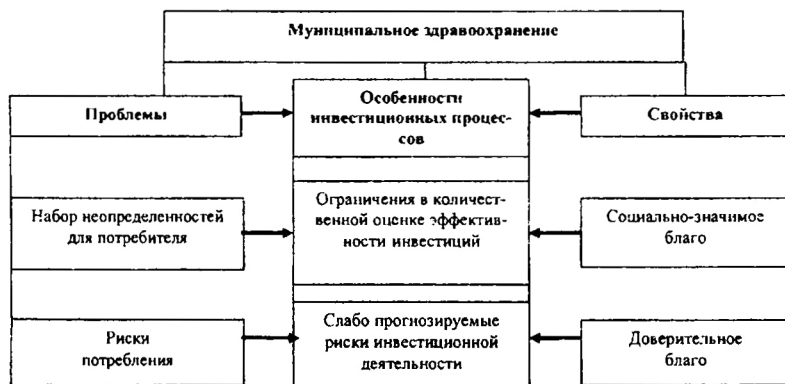 Муниципальное здравоохранение
Проблемы
Особенности
инвестиционных процес-
сов
Свойства
Набор неопределенностей
для потребителя
Ограничения в количест-
венной оценке эффектив-
ности инвестиций
Социально-значимое
благо
Риски
потребления
Слабо прогнозируемые
риски инвестиционной
деятельности
Доверительное
благо